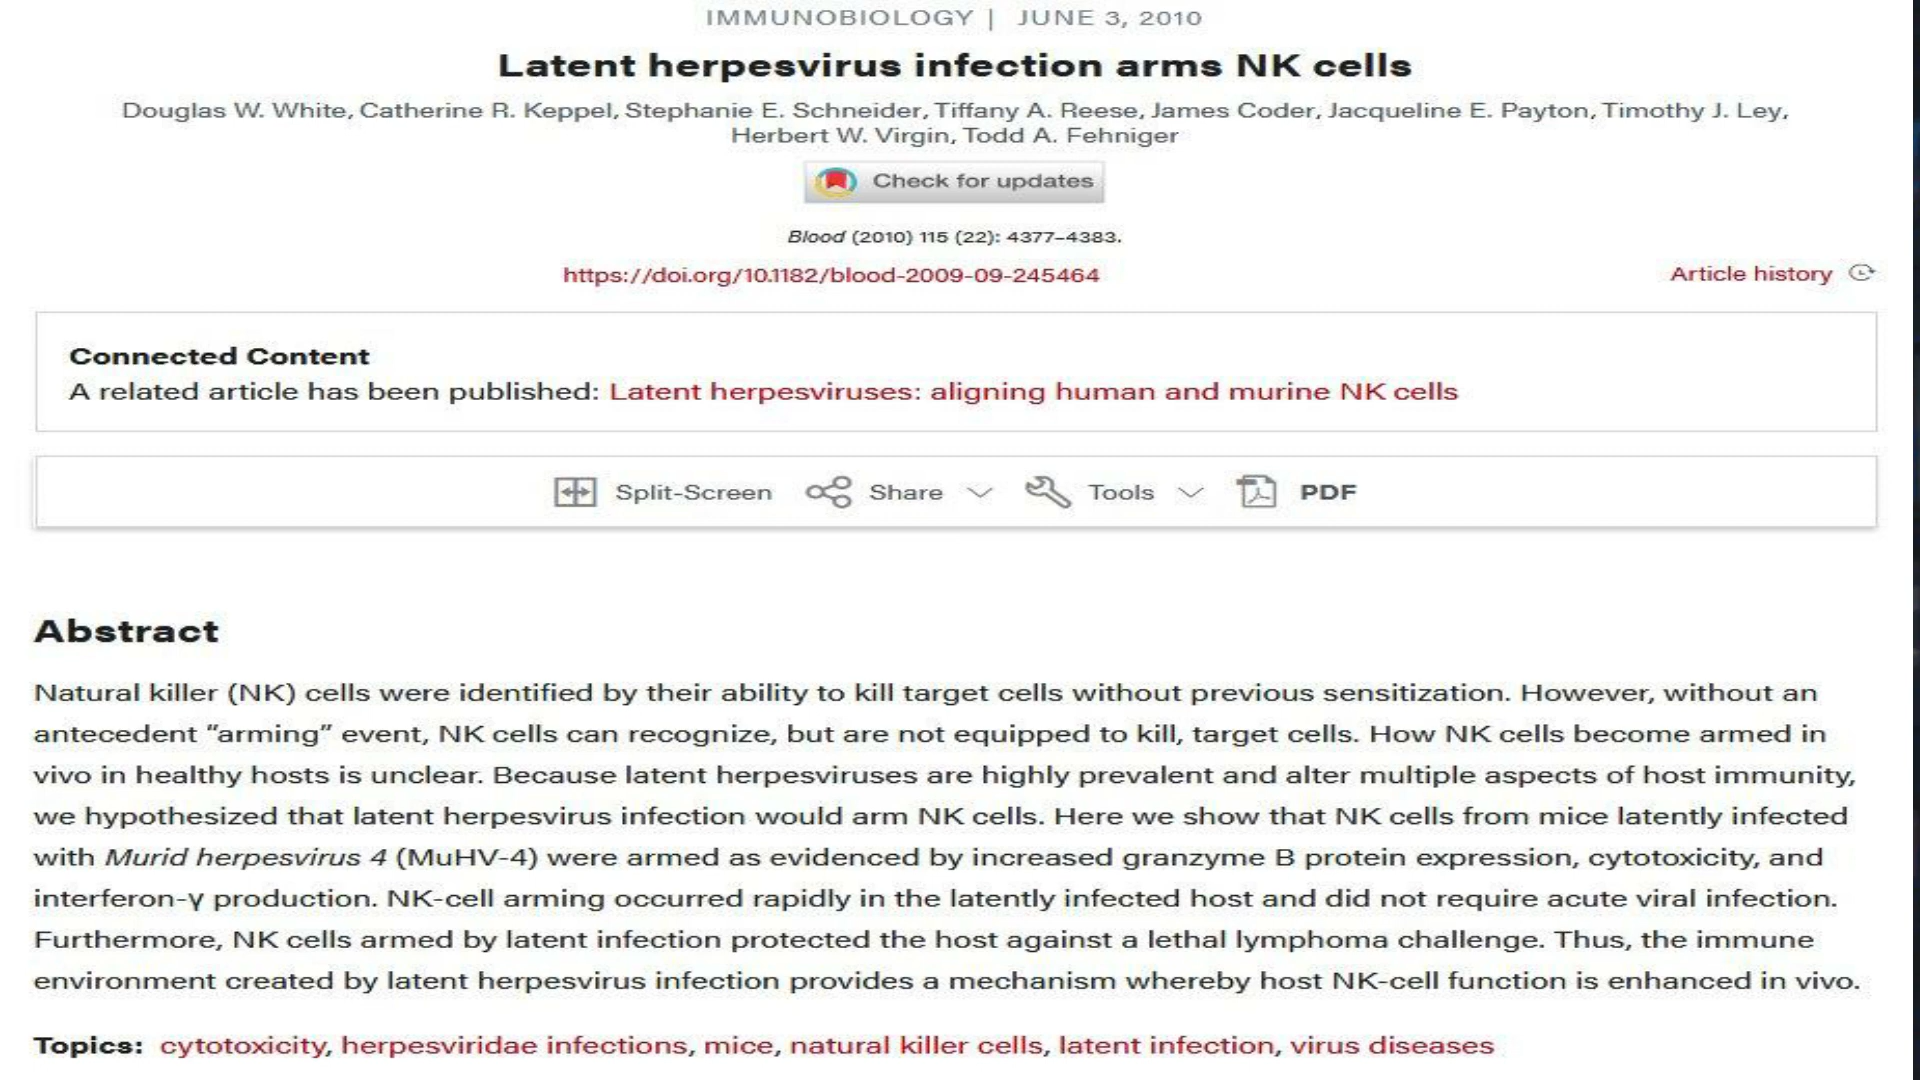 IMMUNOBIOLOGY | JUNE 3, 2010
Latent herpesvirus infection arms NK cells
Douglas W. White, Catherine R. Keppel, Stephanie E. Schneider, Tiffany A. Reese, James Coder, Jacqueline E. Payton, Timothy J. Ley,
Herbert W. Virgin, Todd A. Fehniger
Check for updates
Blood (2010) 115 (22): 4377–4383.
https://doi.org/10.1182/blood-2009-09-245464
Article history
Connected Content
A related article has been published: Latent herpesviruses: aligning human and murine NK cells
Split-Screen Share Tools PDF
Abstract
Natural killer (NK) cells were identified by their ability to kill target cells without previous sensitization. However, without an
antecedent “arming” event, NK cells can recognize, but are not equipped to kill, target cells. How NK cells become armed in
vivo in healthy hosts is unclear. Because latent herpesviruses are highly prevalent and alter multiple aspects of host immunity,
we hypothesized that latent herpesvirus infection would arm NK cells. Here we show that NK cells from mice latently infected
with Murid herpesvirus 4 (MuHV-4) were armed as evidenced by increased granzyme B protein expression, cytotoxicity, and
interferon-γ production. NK-cell arming occurred rapidly in the latently infected host and did not require acute viral infection.
Furthermore, NK cells armed by latent infection protected the host against a lethal lymphoma challenge. Thus, the immune
environment created by latent herpesvirus infection provides a mechanism whereby host NK-cell function is enhanced in vivo.
Topics: cytotoxicity, herpesviridae infections, mice, natural killer cells, latent infection, virus diseases